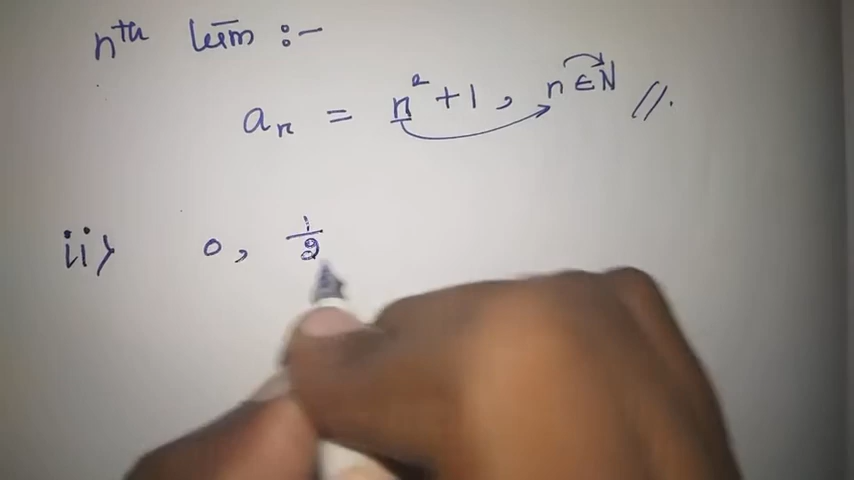 nth term :-
aₙ = n² + 1, n ∈ N //.
ii) 0, 1/2